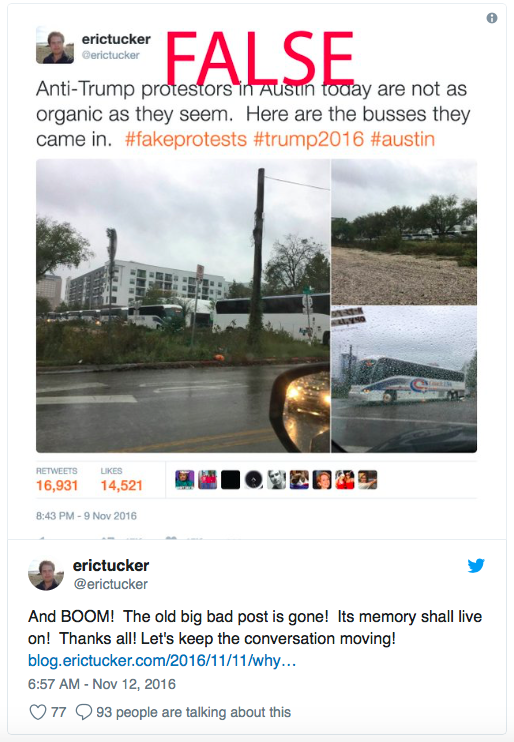 erictucker
@erictucker
FALSE
Anti-Trump protestors in Austin today are not as
organic as they seem.  Here are the busses they
came in.  #fakeprotests #trump2016 #austin
RETWEETS LIKES
16,931 14,521
8:43 PM - 9 Nov 2016
erictucker
@erictucker
And BOOM!  The old big bad post is gone!  Its memory shall live
on!  Thanks all! Let's keep the conversation moving!
blog.erictucker.com/2016/11/11/why…
6:57 AM - Nov 12, 2016
77 93 people are talking about this